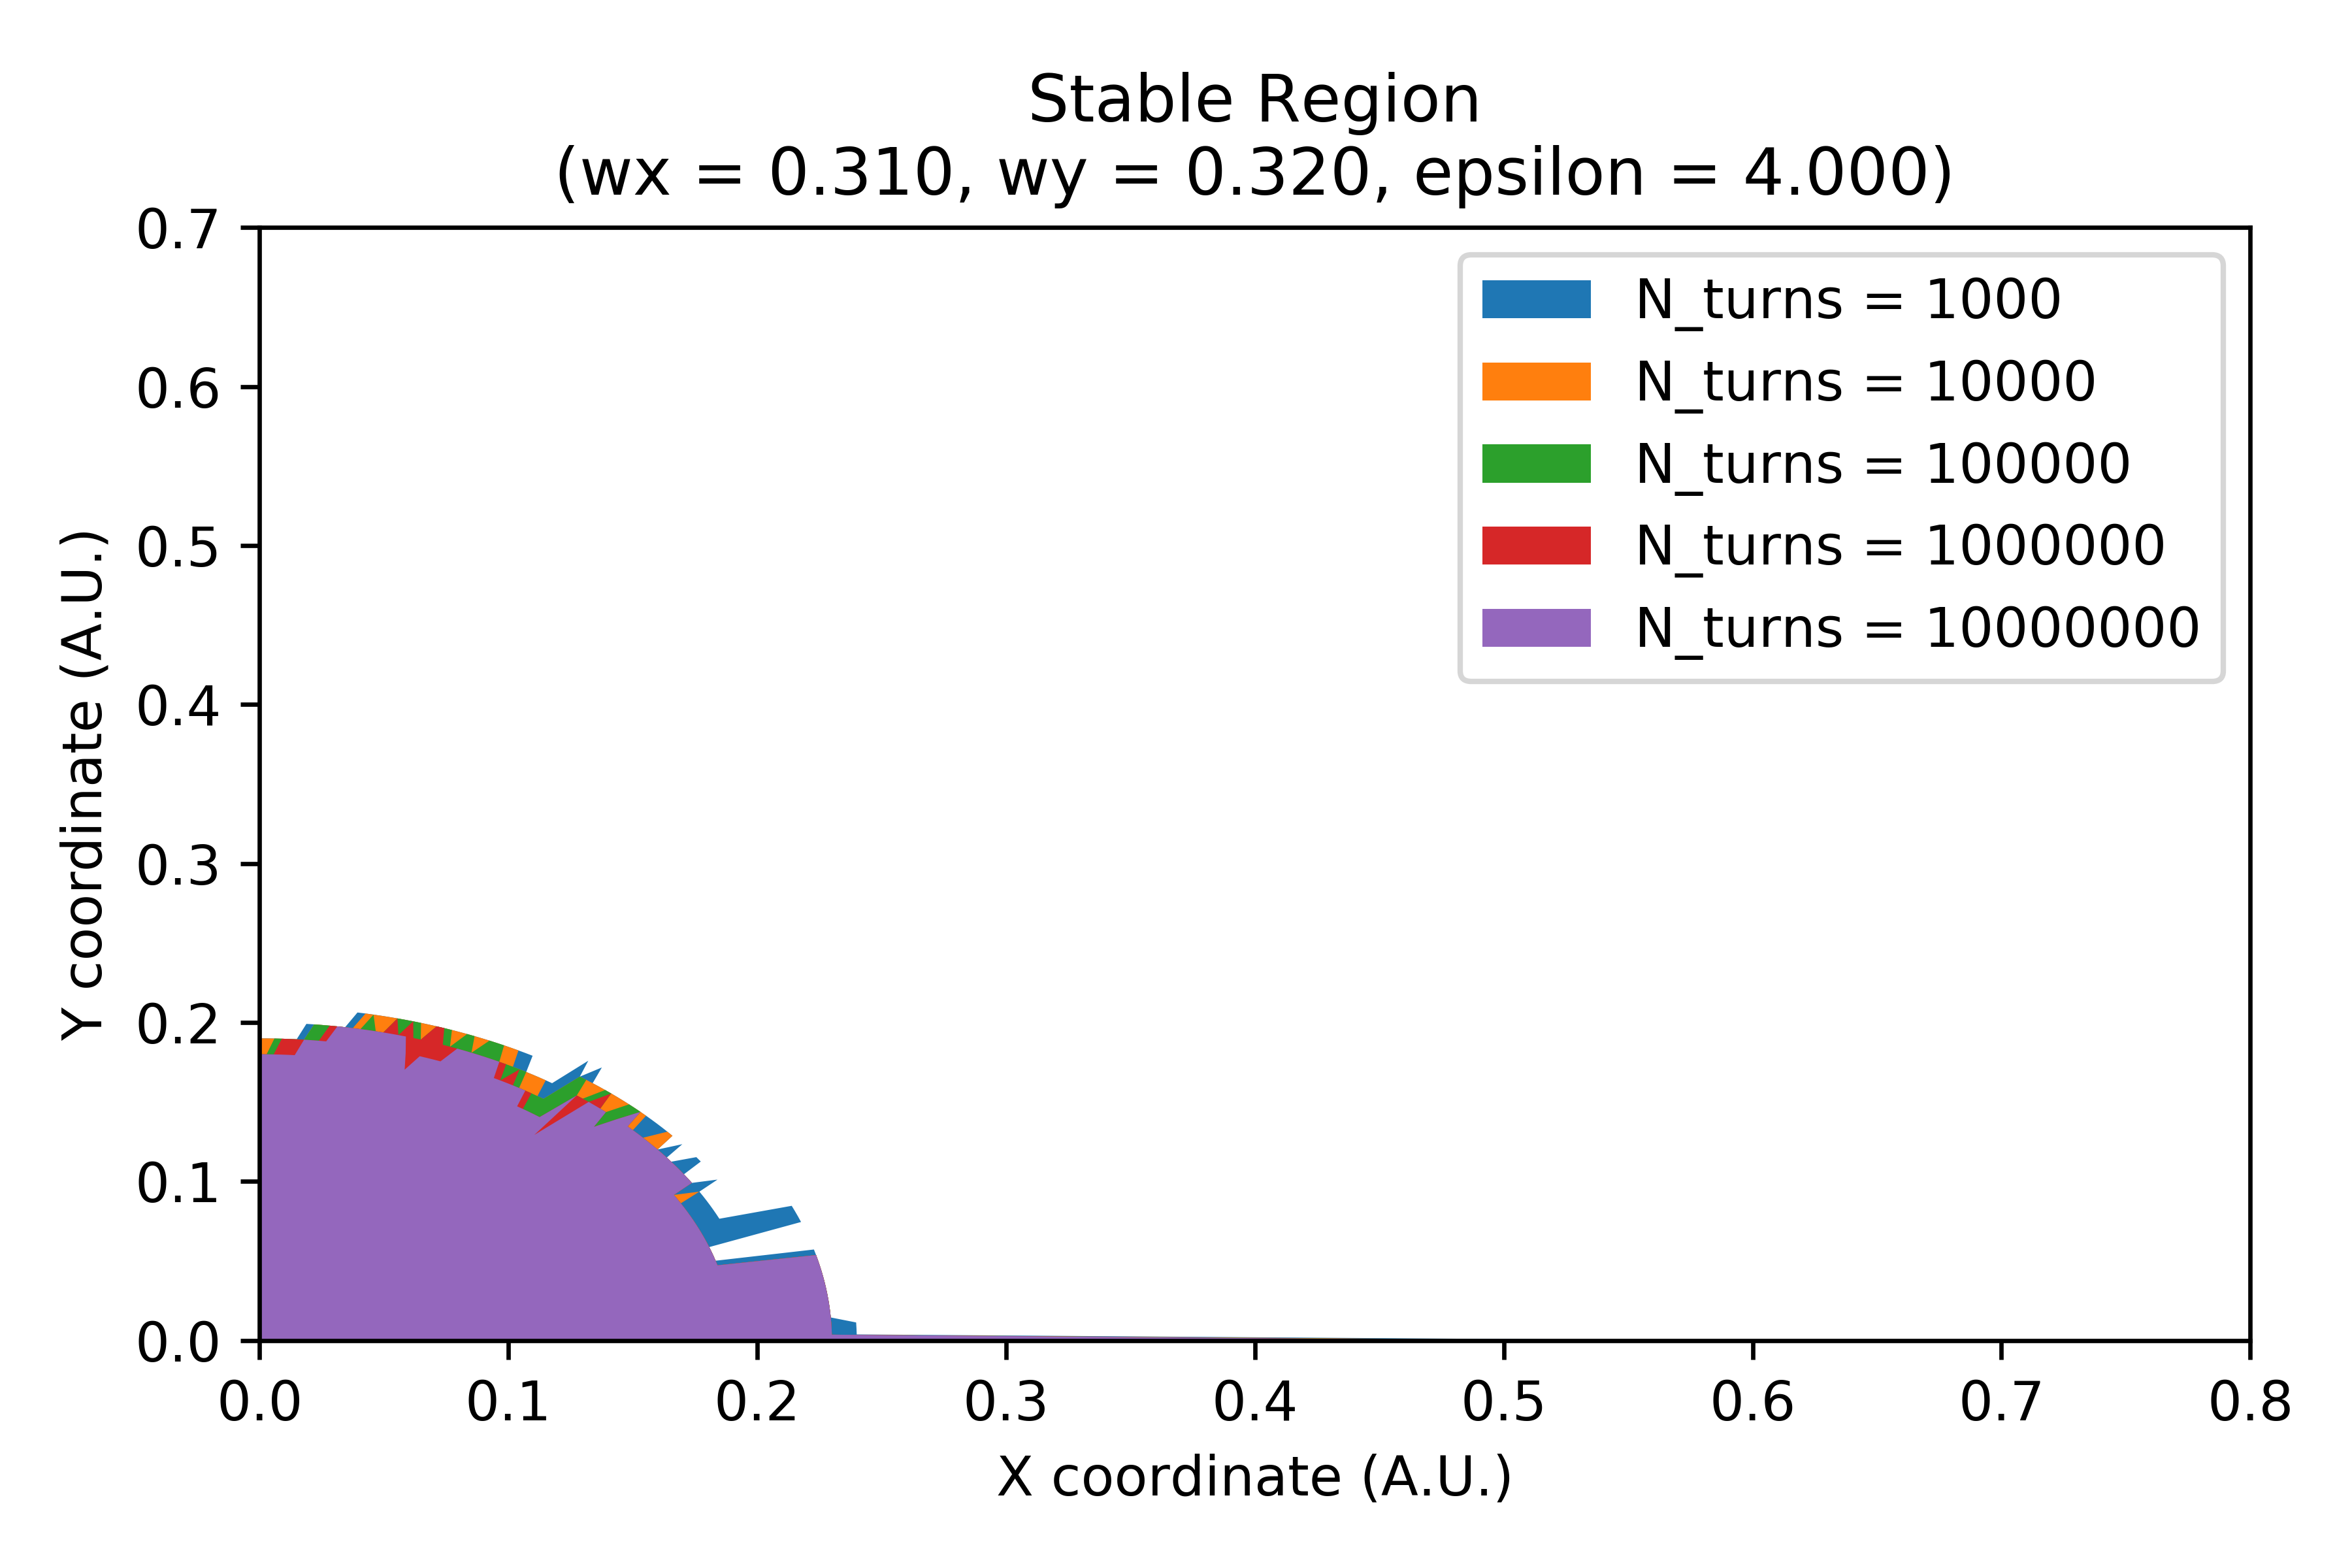 Stable Region
(wx = 0.310, wy = 0.320, epsilon = 4.000)
0.7
0.6
0.5
0.4
0.3
0.2
0.1
0.0
Y coordinate (A.U.)
N_turns = 1000
N_turns = 10000
N_turns = 100000
N_turns = 1000000
N_turns = 10000000
0.0 0.1 0.2 0.3 0.4 0.5 0.6 0.7 0.8
X coordinate (A.U.)